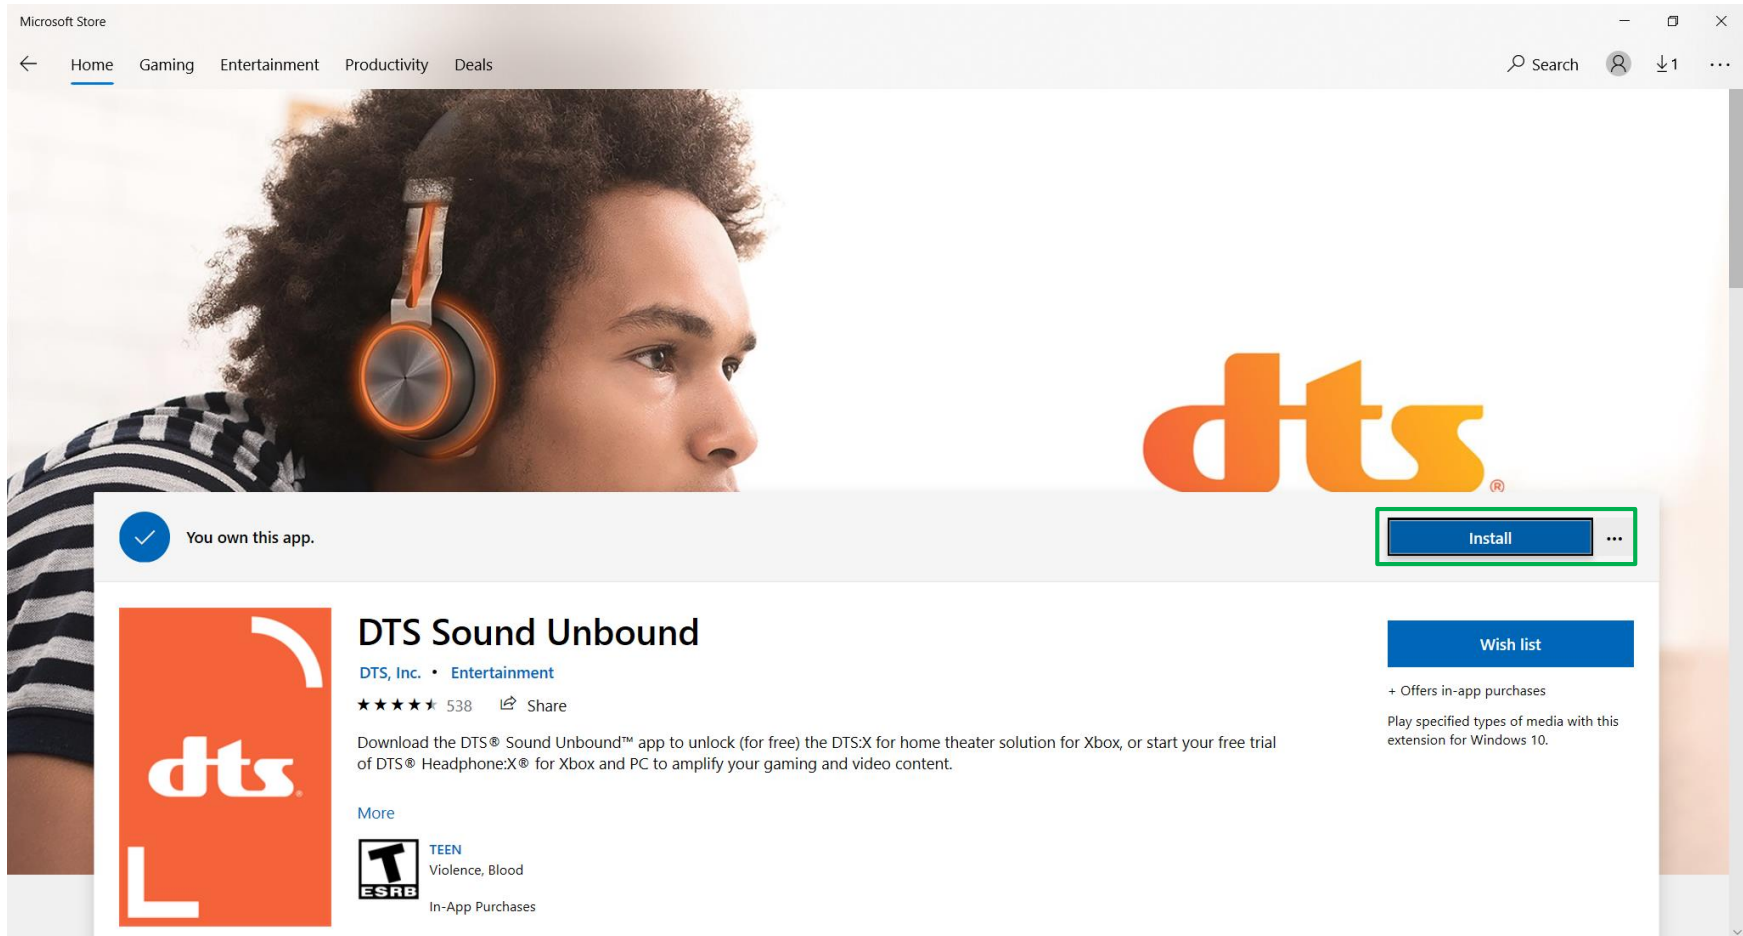 Microsoft Store
Home Gaming Entertainment Productivity Deals
Search
1
dts®
You own this app.
Install
DTS Sound Unbound
Wish list
DTS, Inc. • Entertainment
538 Share
+ Offers in-app purchases
Play specified types of media with this
extension for Windows 10.
Download the DTS® Sound Unbound™ app to unlock (for free) the DTS:X for home theater solution for Xbox, or start your free trial
of DTS® Headphone:X® for Xbox and PC to amplify your gaming and video content.
dts
More
T
ESRB
TEEN
Violence, Blood
In-App Purchases